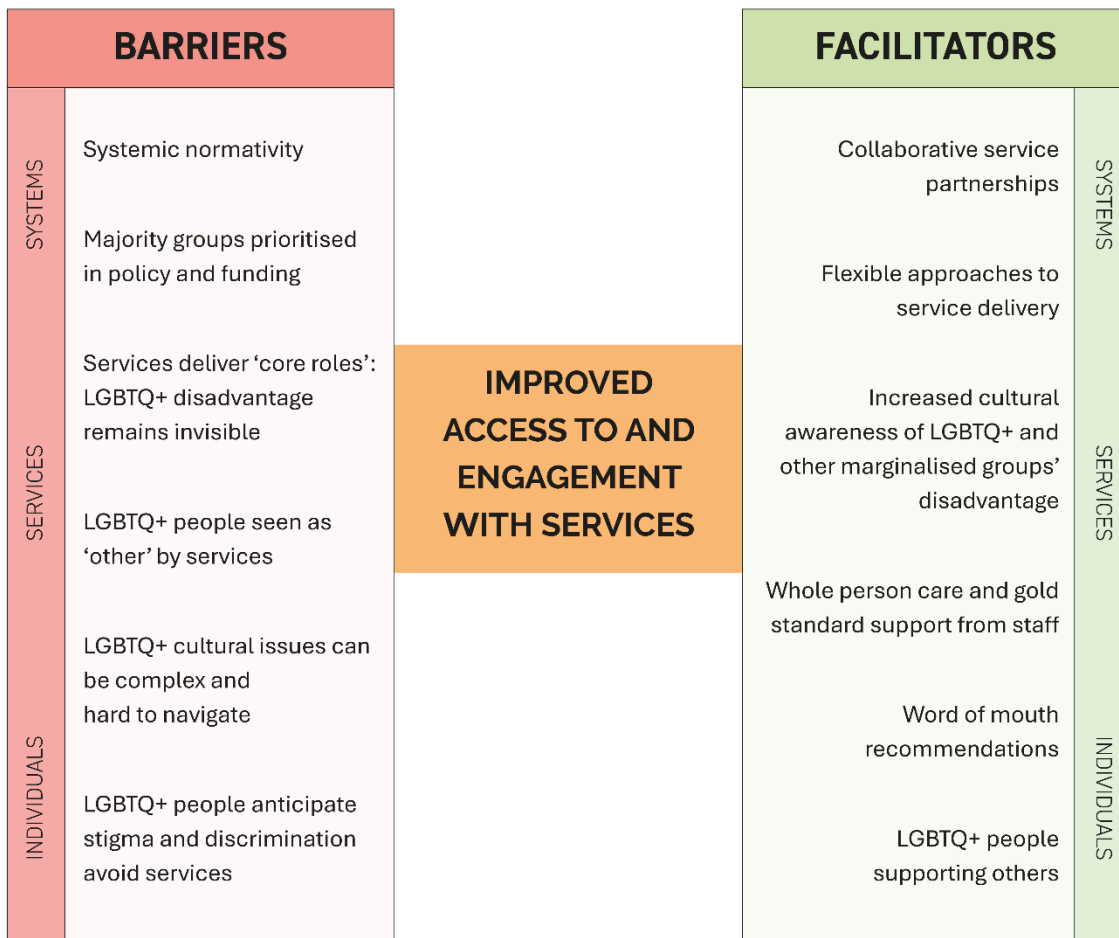 BARRIERS
SYSTEMS
Systemic normativity
Majority groups prioritised
in policy and funding
SERVICES
Services deliver ‘core roles’:
LGBTQ+ disadvantage
remains invisible
LGBTQ+ people seen as
‘other’ by services
INDIVIDUALS
LGBTQ+ cultural issues can
be complex and
hard to navigate
LGBTQ+ people anticipate
stigma and discrimination
avoid services
IMPROVED
ACCESS TO AND
ENGAGEMENT
WITH SERVICES
FACILITATORS
SYSTEMS
Collaborative service
partnerships
Flexible approaches to
service delivery
SERVICES
Increased cultural
awareness of LGBTQ+ and
other marginalised groups’
disadvantage
Whole person care and gold
standard support from staff
INDIVIDUALS
Word of mouth
recommendations
LGBTQ+ people
supporting others